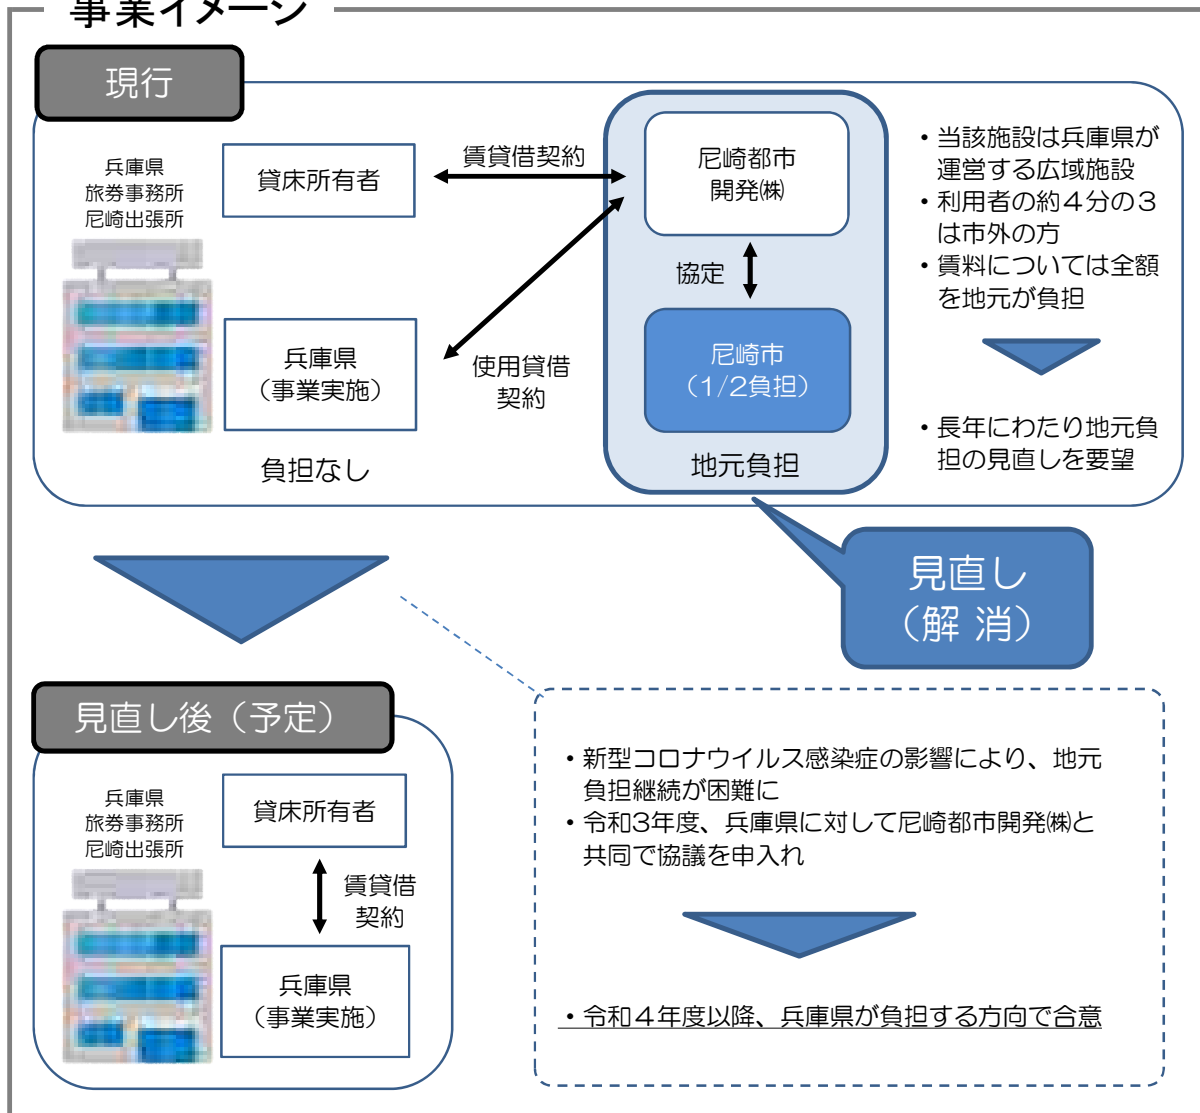 事業イメージ
現行
兵庫県
旅券事務所
尼崎出張所
貸床所有者
賃貸借契約
尼崎都市
開発㈱
協定
尼崎市
（1/2負担）
地元負担
兵庫県
（事業実施）
負担なし
使用貸借
契約
・当該施設は兵庫県が
運営する広域施設
・利用者の約４分の３
は市外の方
・賃料については全額
を地元が負担
・長年にわたり地元負
担の見直しを要望
見直し
（解 消）
見直し後（予定）
兵庫県
旅券事務所
尼崎出張所
貸床所有者
賃貸借
契約
兵庫県
（事業実施）
・新型コロナウイルス感染症の影響により、地元
負担継続が困難に
・令和3年度、兵庫県に対して尼崎都市開発㈱と
共同で協議を申入れ
・令和４年度以降、兵庫県が負担する方向で合意